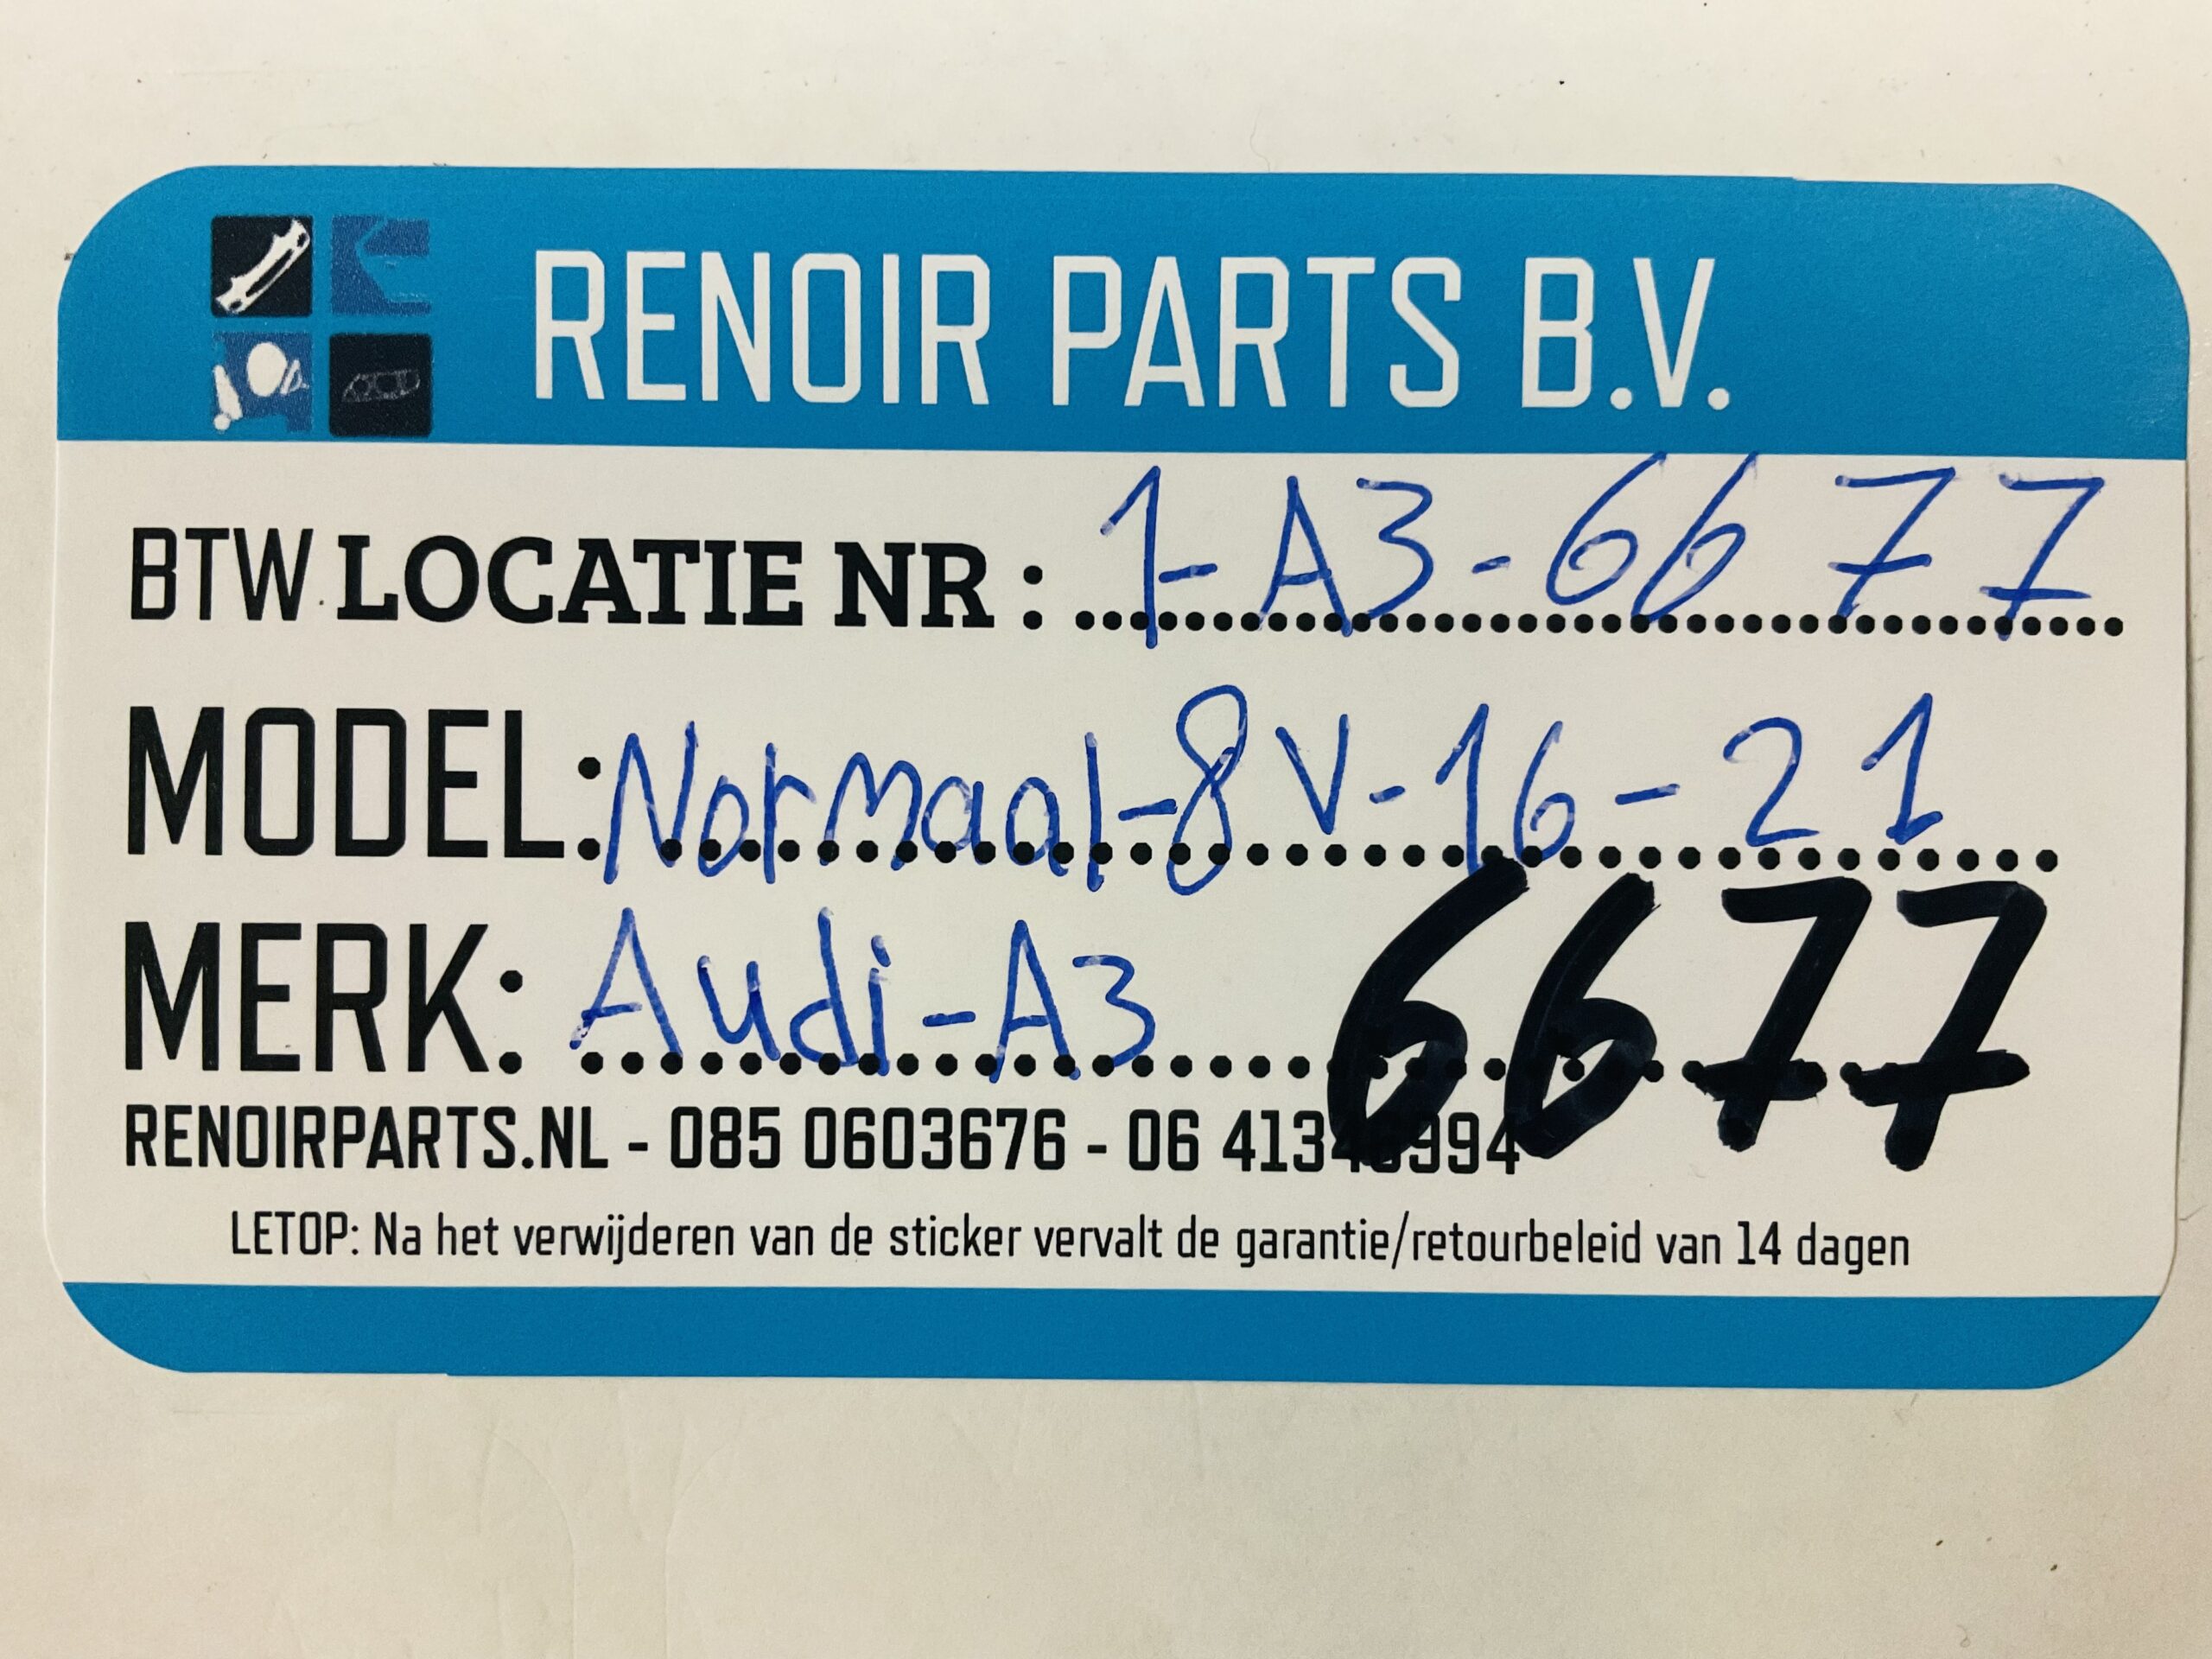 RENOIR PARTS B.V.
BTW LOCATIE NR : 1-A3-6677
MODEL: Normaal-8V-16-21
MERK: Audi-A3
6677
RENOIRPARTS.NL - 085 0603676 - 06
LETOP: Na het verwijderen van de sticker vervalt de garantie/retourbeleid van 14 dagen